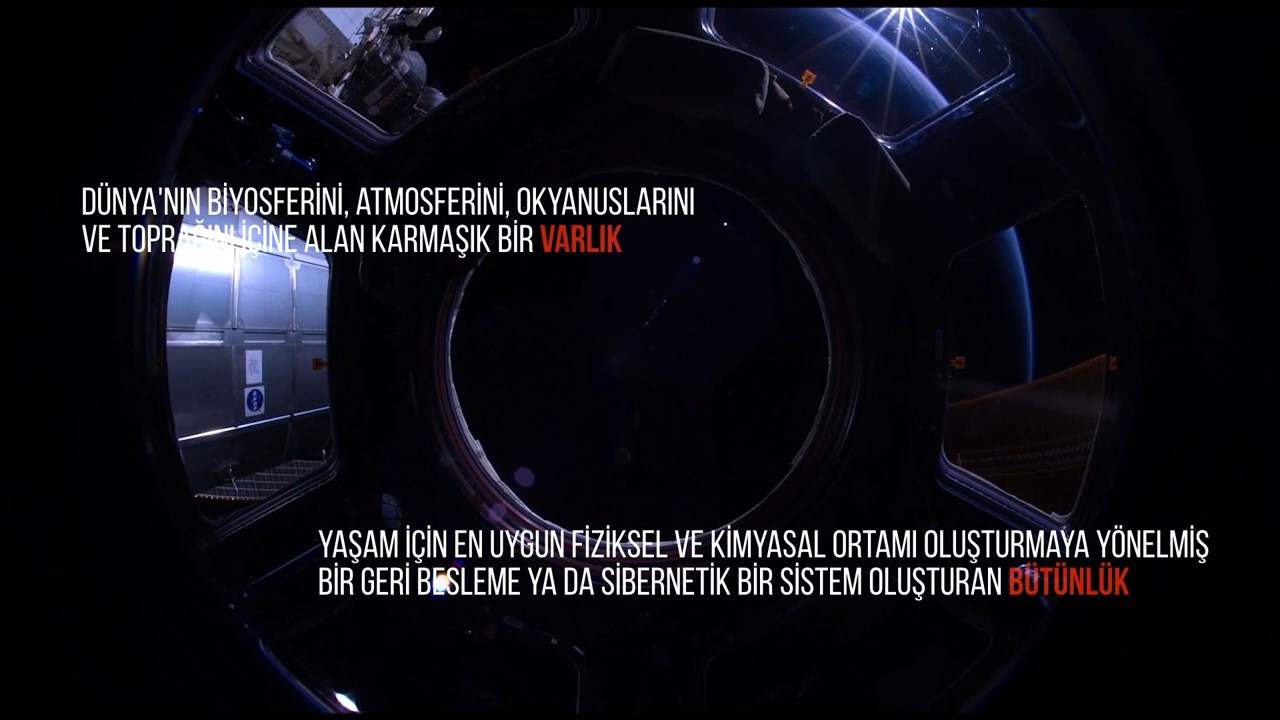 DÜNYA'NIN BİYOSFERİNİ, ATMOSFERİNİ, OKYANUSLARINI
VE TOPRAĞINI İÇİNE ALAN KARMAŞIK BİR VARLIK
YAŞAM İÇİN EN UYGUN FİZİKSEL VE KİMYASAL ORTAMI OLUŞTURMAYA YÖNELMİŞ
BİR GERİ BESLEME YA DA SİBERNETİK BİR SİSTEM OLUŞTURAN BÜTÜNLÜK